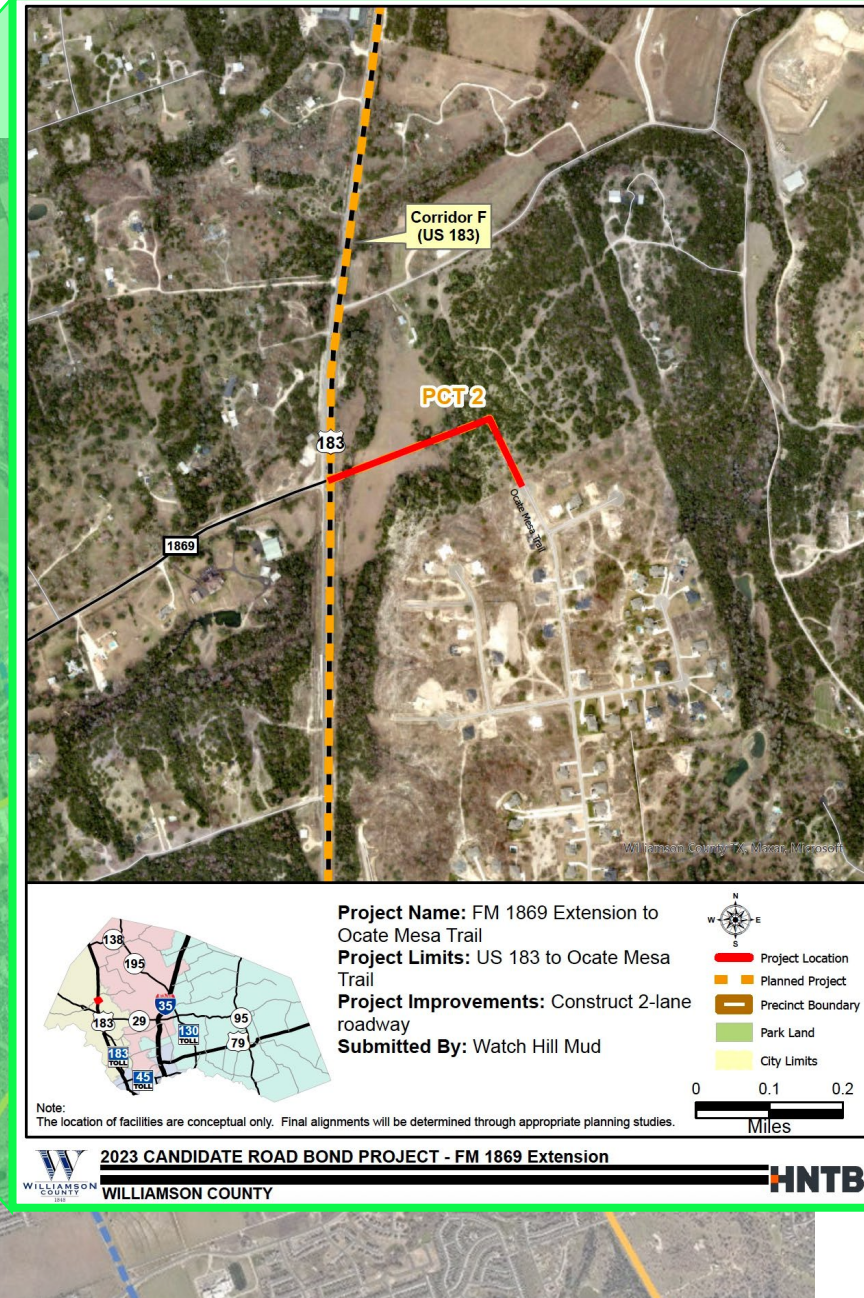 Corridor F
(US 183)
PCT 2
183
1869
Ocate Mesa Trail
Williamson County, TX, Maxar, Microsoft
138
195
35
183
29
130
TOLL
95
79
183
TOLL
45
TOLL
Project Name: FM 1869 Extension to
Ocate Mesa Trail
Project Limits: US 183 to Ocate Mesa
Trail
Project Improvements: Construct 2-lane
roadway
Submitted By: Watch Hill Mud
N
W
E
S
Project Location
Planned Project
Precinct Boundary
Park Land
City Limits
0 0.1 0.2
Miles
Note:
The location of facilities are conceptual only. Final alignments will be determined through appropriate planning studies.
W
WILLIAMSON
COUNTY
1848
2023 CANDIDATE ROAD BOND PROJECT - FM 1869 Extension
WILLIAMSON COUNTY
HNTB